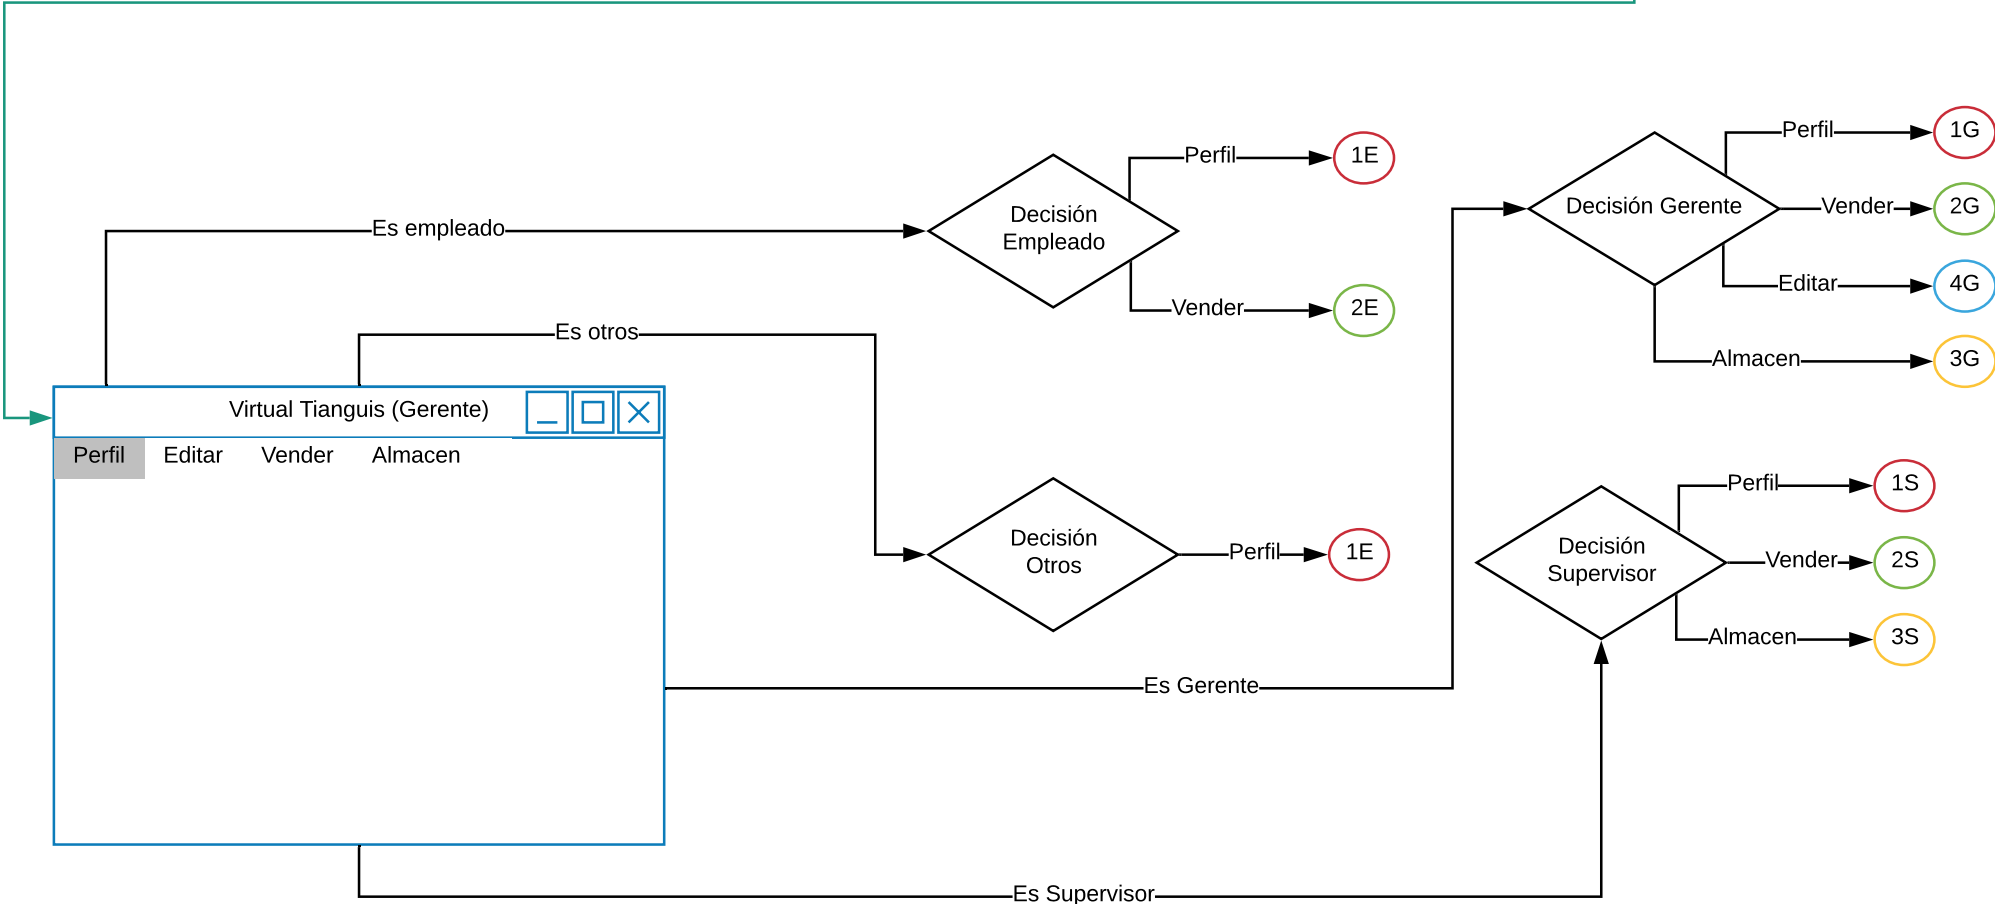 Perfil
1G
Perfil
1E
Decisión Gerente
Vender
2G
Decisión
Empleado
Es empleado
Editar
4G
Vender
2E
Es otros
Almacen
3G
Virtual Tianguis (Gerente)
Perfil
Editar
Vender
Almacen
Perfil
1S
Decisión
Otros
Perfil
1E
Decisión
Supervisor
Vender
2S
Almacen
3S
Es Gerente
Es Supervisor